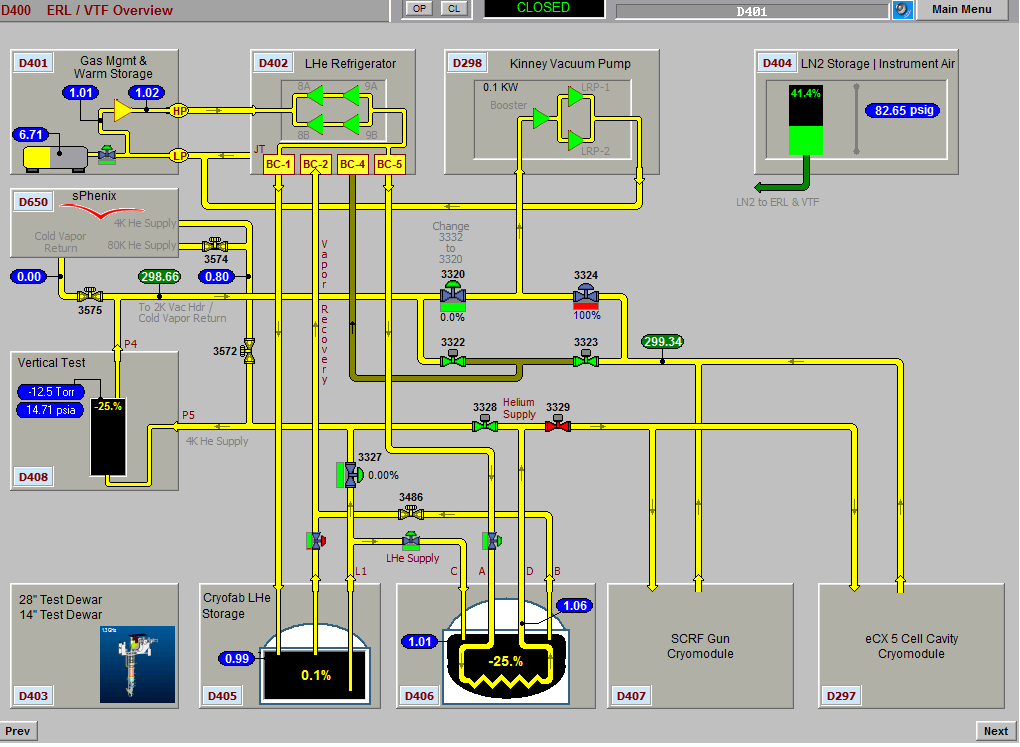 D400 ERL / VTF Overview
OP CL
CLOSED
D401
Main Menu
D401
Gas Mgmt &
Warm Storage
1.01
1.02
HP
6.71
LP
D402
LHe Refrigerator
8A
9A
8B
9B
JT
BC-1
BC-2
BC-4
BC-5
D298
Kinney Vacuum Pump
0.1 KW
Booster
LRP-1
LRP-2
D404
LN2 Storage | Instrument Air
41.4%
82.65 psig
LN2 to ERL & VTF
D650
sPhenix
4K He Supply
Cold Vapor
Return
80K He Supply
3574
0.00
298.66
0.80
3575
To 2K Vac Hdr /
Cold Vapor Return
Vapor Recovery
Change
3332
to
3320
3320
0.0%
3324
100%
3322
3323
299.34
3572
P4
Vertical Test
-12.5 Torr
14.71 psia
-25.%
P5
4K He Supply
D408
3328
Helium
Supply
3329
3327
0.00%
3486
LHe Supply
L1
C
A
D
B
28" Test Dewar
14" Test Dewar
1.3 GHz
D403
Cryofab LHe
Storage
0.99
0.1%
D405
1.06
1.01
-25.%
D406
SCRF Gun
Cryomodule
D407
eCX 5 Cell Cavity
Cryomodule
D297
Prev
Next